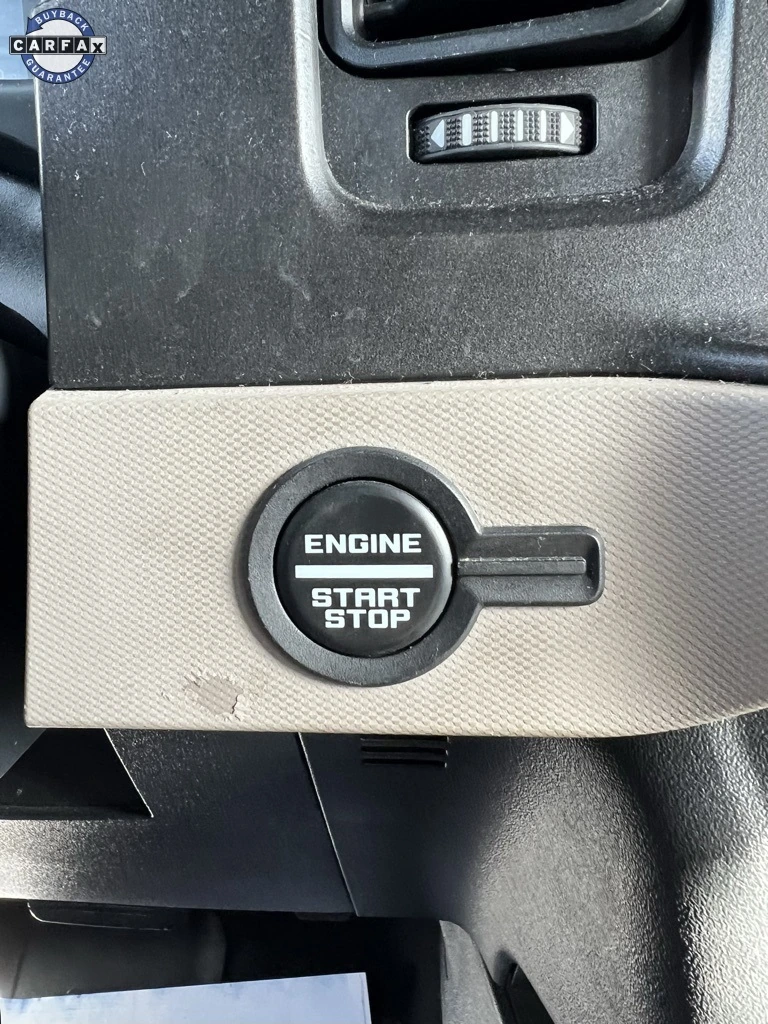 BUYBACK
CARFAX
GUARANTEE
ENGINE
START
STOP